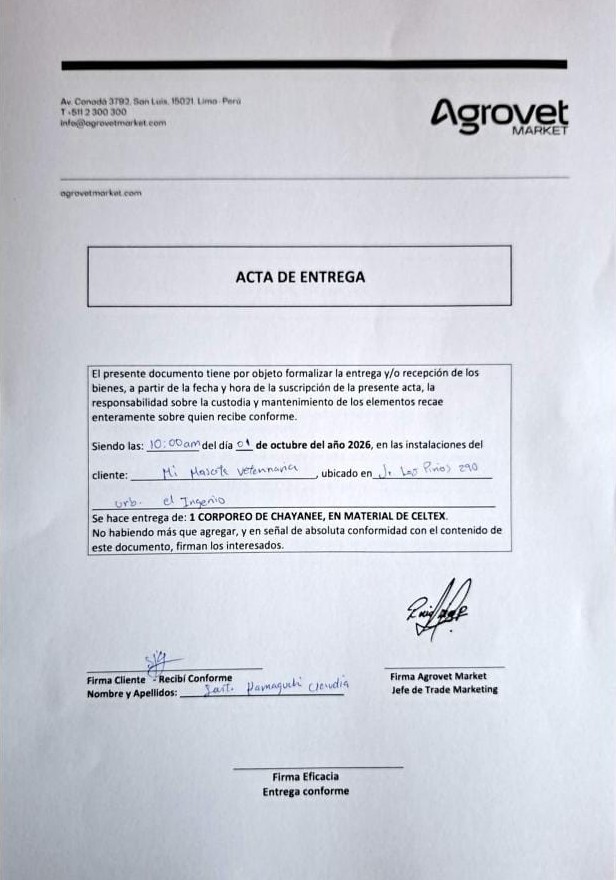 Av. Canadá 3792, San Luis, 15021, Lima - Perú
T +511 2 300 300
info@agrovetmarket.com
Agrovet
MARKET
agrovetmarket.com
ACTA DE ENTREGA
El presente documento tiene por objeto formalizar la entrega y/o recepción de los
bienes, a partir de la fecha y hora de la suscripción de la presente acta, la
responsabilidad sobre la custodia y mantenimiento de los elementos recae
enteramente sobre quien recibe conforme.
Siendo las: 10:00am del día 01 de octubre del año 2026, en las instalaciones del
cliente: Mi Mascota Veterinaria, ubicado en Jr Los Pinos 290
urb. el Ingenio
Se hace entrega de: 1 CORPOREO DE CHAYANEE, EN MATERIAL DE CELTEX.
No habiendo más que agregar, y en señal de absoluta conformidad con el contenido de
este documento, firman los interesados.
Firma Cliente - Recibí Conforme
Nombre y Apellidos: Claudia
Firma Agrovet Market
Jefe de Trade Marketing
Firma Eficacia
Entrega conforme